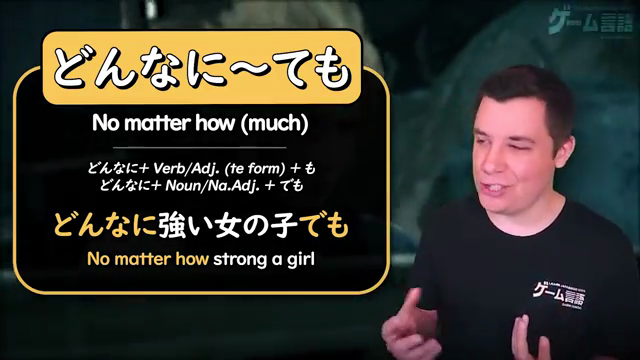 ゲーム言語
どんなに〜ても
No matter how (much)
どんなに+ Verb/Adj. (te form) + も
どんなに+ Noun/Na.Adj. + でも
どんなに強い女の子でも
No matter how strong a girl
ゲーム言語